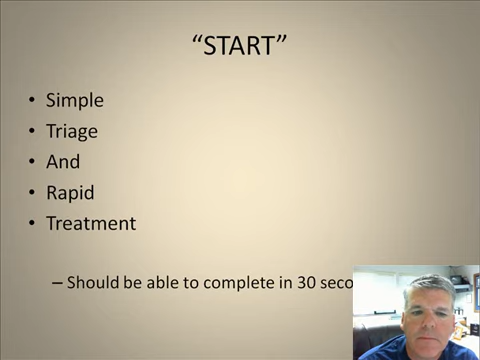 “START”
• Simple
• Triage
• And
• Rapid
• Treatment
– Should be able to complete in 30